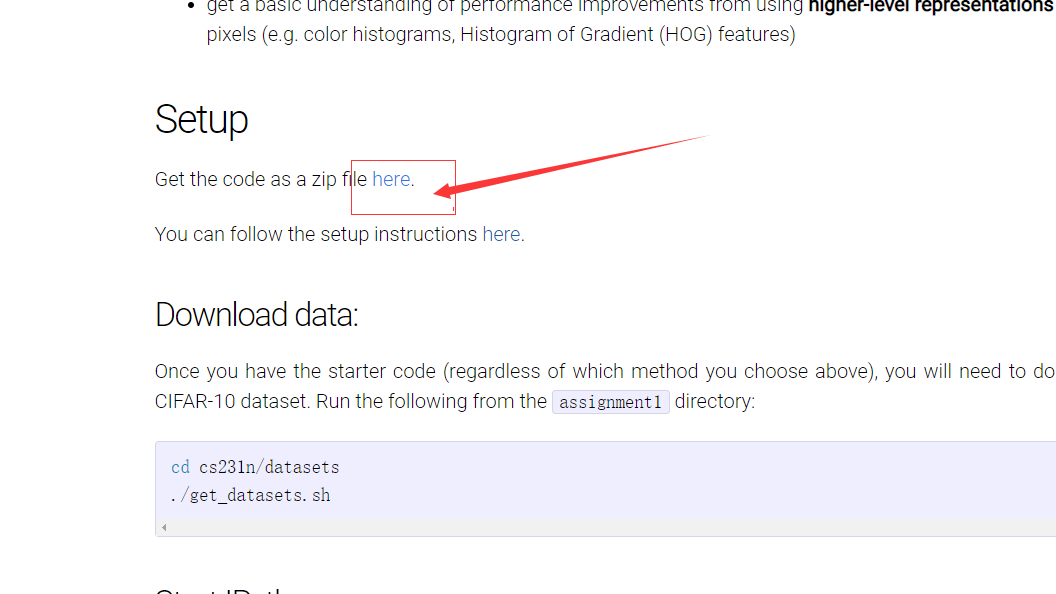 get a basic understanding of performance improvements from using higher-level representations
pixels (e.g. color histograms, Histogram of Gradient (HOG) features)
Setup
Get the code as a zip file here.
You can follow the setup instructions here.
Download data:
Once you have the starter code (regardless of which method you choose above), you will need to do
CIFAR-10 dataset. Run the following from the assignment1 directory:
cd cs231n/datasets
./get_datasets.sh